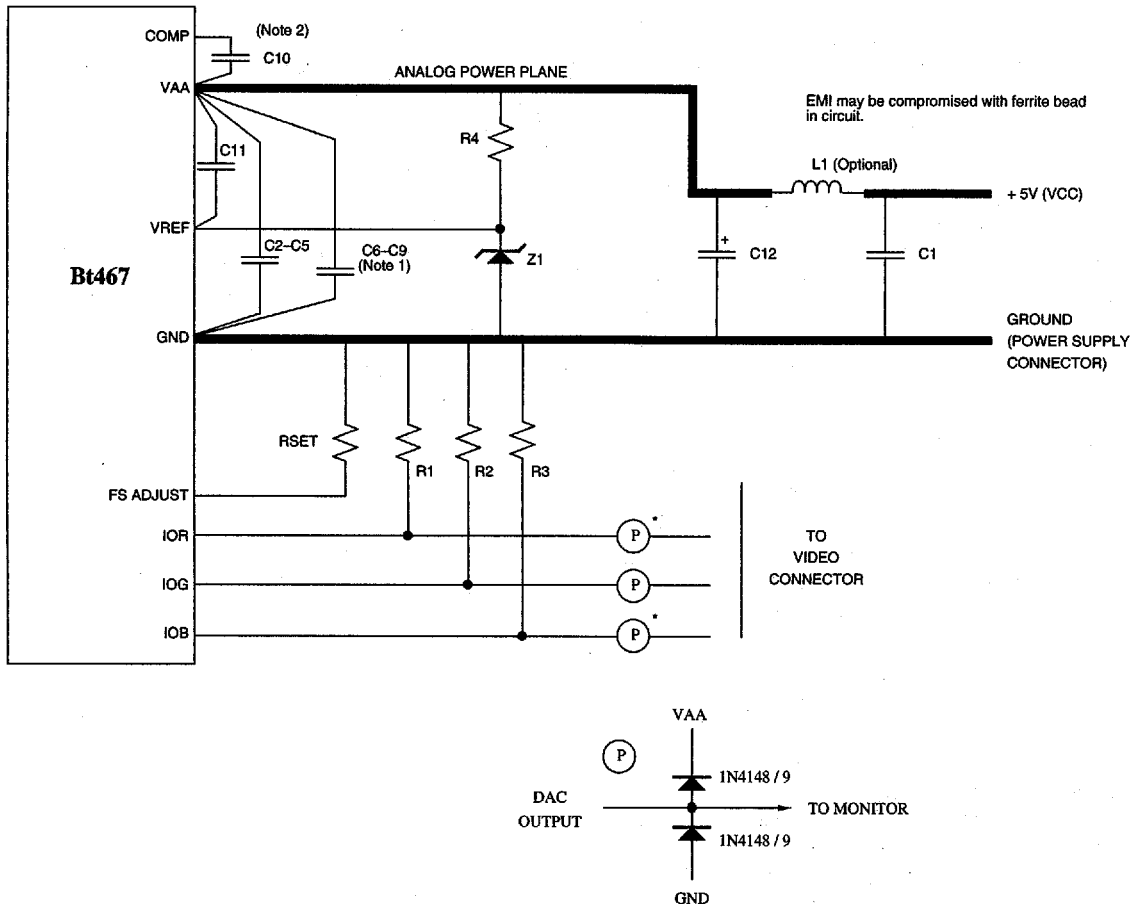 COMP
(Note 2)
C10
VAA
ANALOG POWER PLANE
EMI may be compromised with ferrite bead
in circuit.
R4
C11
L1 (Optional)
+ 5V (VCC)
VREF
C2–C5
C6–C9
(Note 1)
Z1
+
C12
C1
Bt467
GND
GROUND
(POWER SUPPLY
CONNECTOR)
RSET
R1
R2
R3
FS ADJUST
IOR
P *
TO
VIDEO
CONNECTOR
IOG
P
IOB
P *
VAA
P
1N4148 / 9
DAC
OUTPUT
TO MONITOR
1N4148 / 9
GND